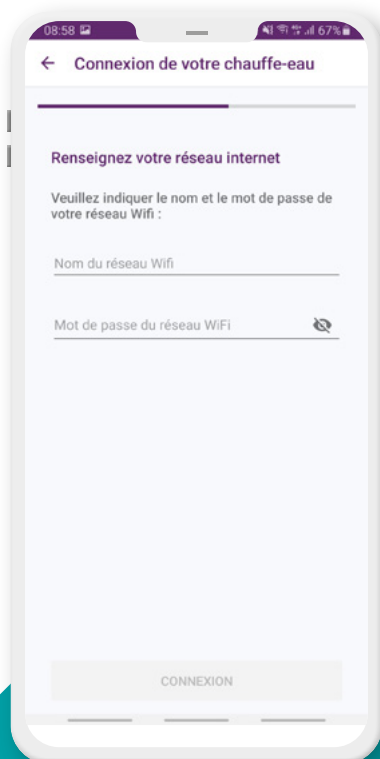 08:58 67%
Connexion de votre chauffe-eau
Renseignez votre réseau internet
Veuillez indiquer le nom et le mot de passe de
votre réseau Wifi :
Nom du réseau Wifi
Mot de passe du réseau WiFi
CONNEXION